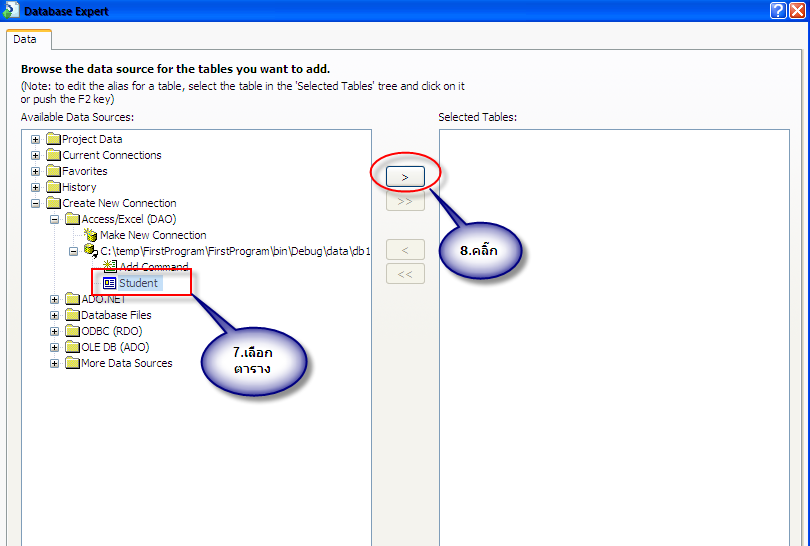 Database Expert
Data
Browse the data source for the tables you want to add.
(Note: to edit the alias for a table, select the table in the 'Selected Tables' tree and click on it
or push the F2 key)
Available Data Sources:
Selected Tables:
Project Data
Current Connections
Favorites
History
Create New Connection
Access/Excel (DAO)
Make New Connection
C:\temp\FirstProgram\FirstProgram\bin\Debug\data\db1
Add Command
Student
ADO.NET
Database Files
ODBC (RDO)
OLE DB (ADO)
More Data Sources
>
>>
<
<<
8.คลิ๊ก
7.เลือก
ตาราง